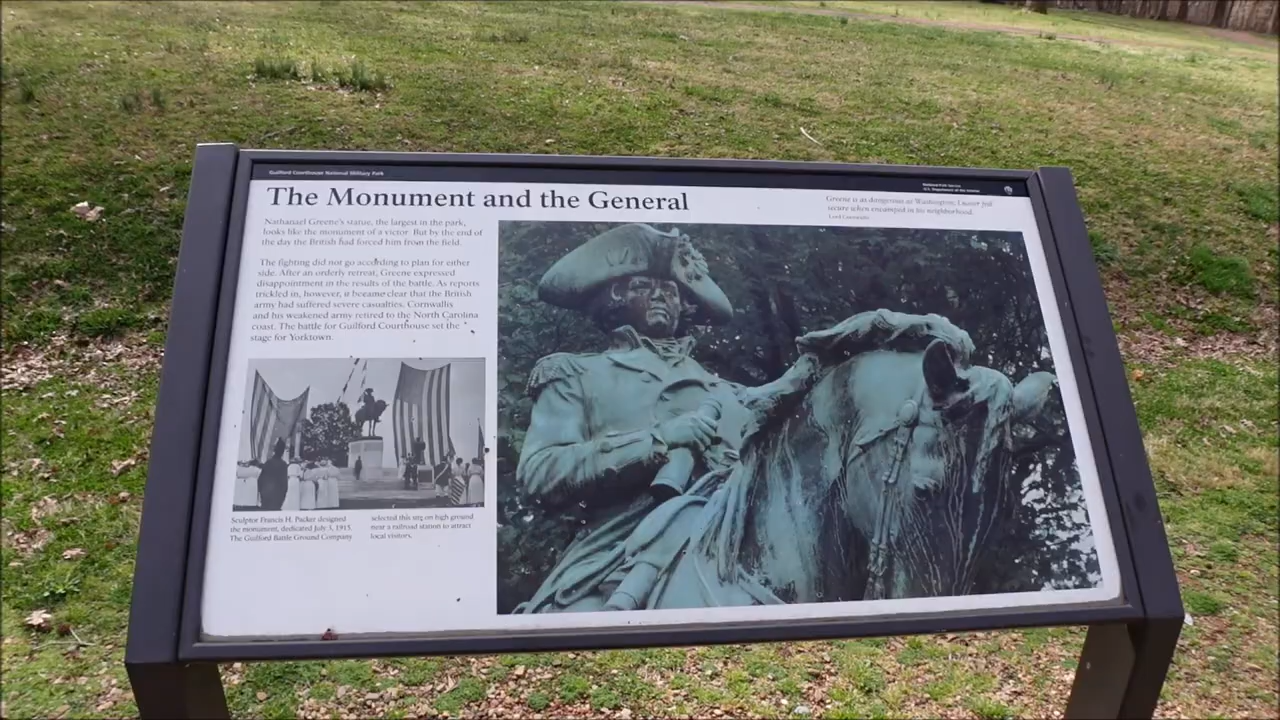 Guilford Courthouse National Military Park
National Park Service
U.S. Department of the Interior
The Monument and the General
Greene is as dangerous as Washington; I never feel
secure when encamped in his neighborhood.
Lord Cornwallis
Nathanael Greene's statue, the largest in the park,
looks like the monument of a victor. But by the end of
the day the British had forced him from the field.
The fighting did not go according to plan for either
side. After an orderly retreat, Greene expressed
disappointment in the results of the battle. As reports
trickled in, however, it became clear that the British
army had suffered severe casualties. Cornwallis
and his weakened army retired to the North Carolina
coast. The battle for Guilford Courthouse set the
stage for Yorktown.
Sculptor Francis H. Packer designed
the monument, dedicated July 3, 1915.
The Guilford Battle Ground Company
selected this site on high ground
near a railroad station to attract
local visitors.